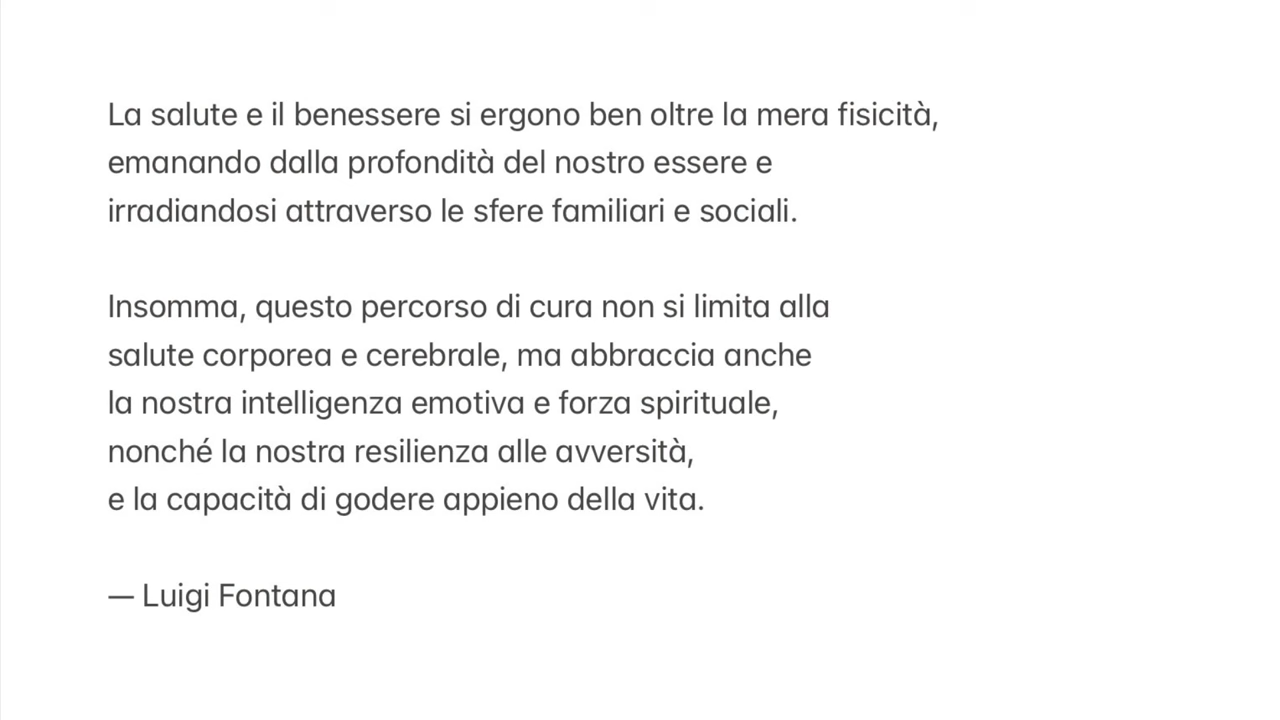 La salute e il benessere si ergono ben oltre la mera fisicità,
emanando dalla profondità del nostro essere e
irradiandosi attraverso le sfere familiari e sociali.
Insomma, questo percorso di cura non si limita alla
salute corporea e cerebrale, ma abbraccia anche
la nostra intelligenza emotiva e forza spirituale,
nonché la nostra resilienza alle avversità,
e la capacità di godere appieno della vita.
— Luigi Fontana